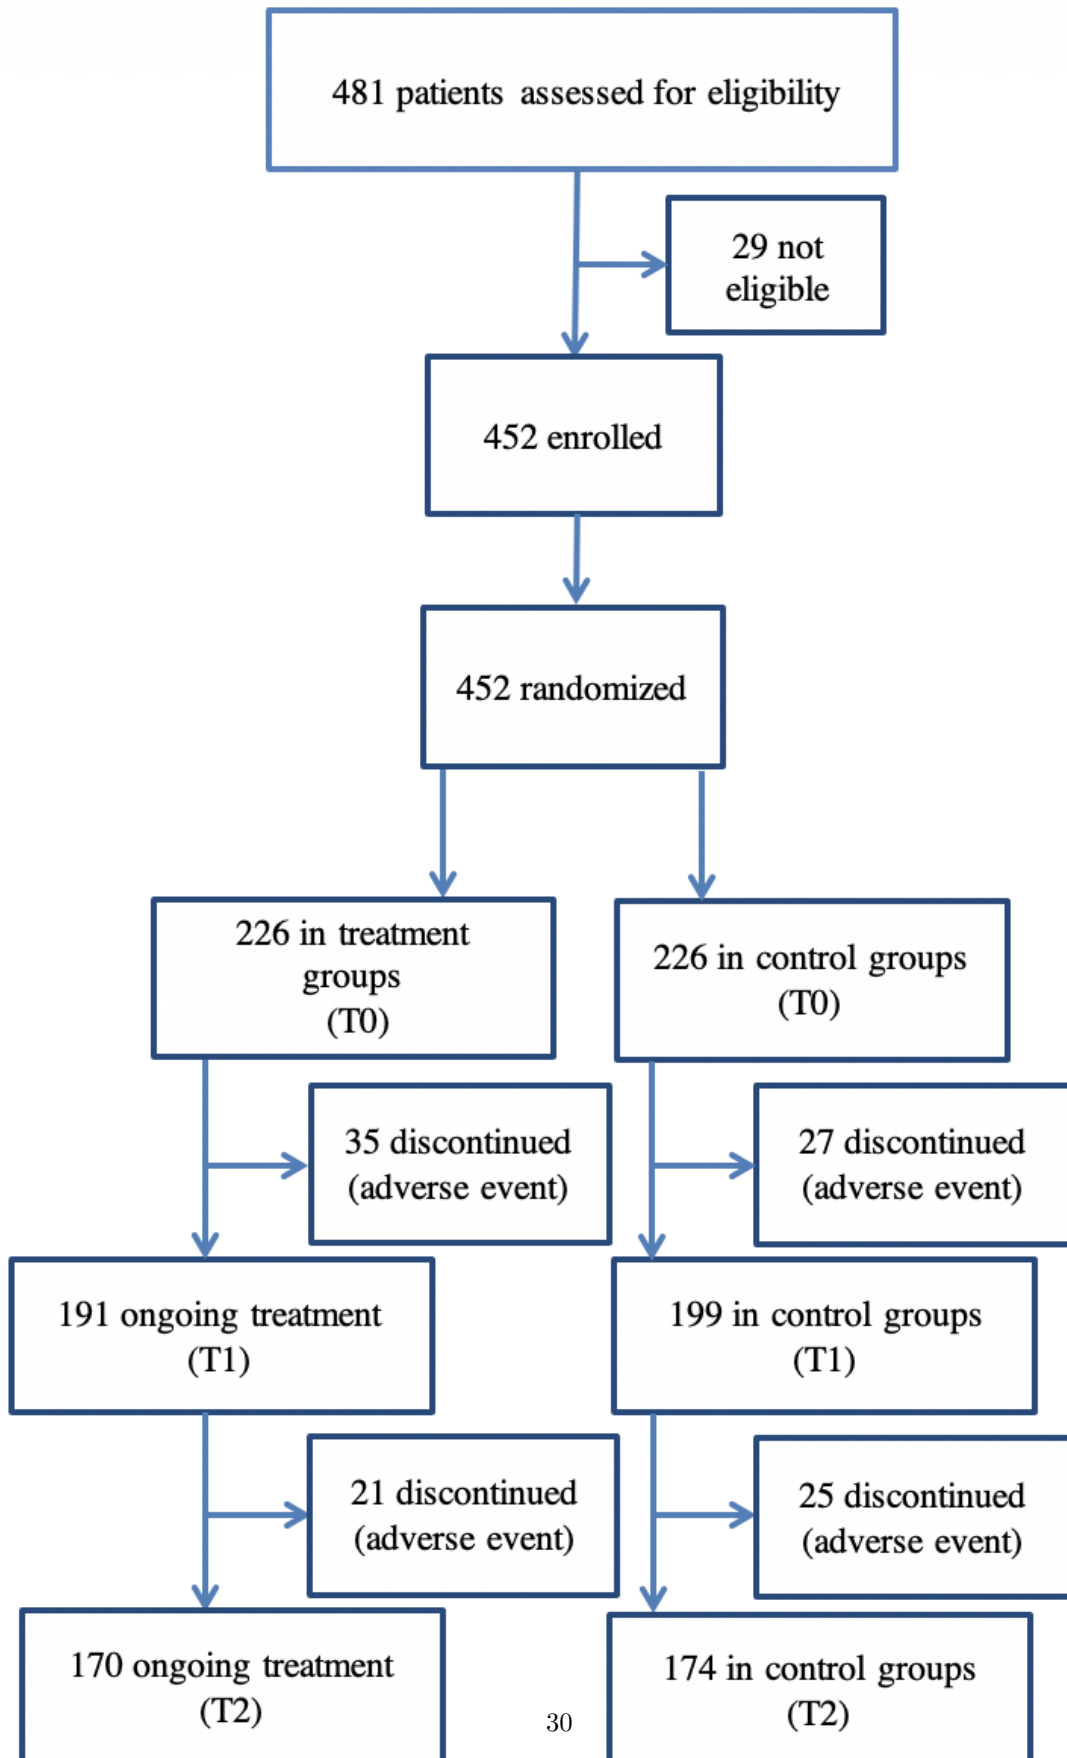 481 patients assessed for eligibility
29 not
eligible
452 enrolled
452 randomized
226 in treatment
groups
(T0)
226 in control groups
(T0)
35 discontinued
(adverse event)
27 discontinued
(adverse event)
191 ongoing treatment
(T1)
199 in control groups
(T1)
21 discontinued
(adverse event)
25 discontinued
(adverse event)
170 ongoing treatment
(T2)
174 in control groups
(T2)
30